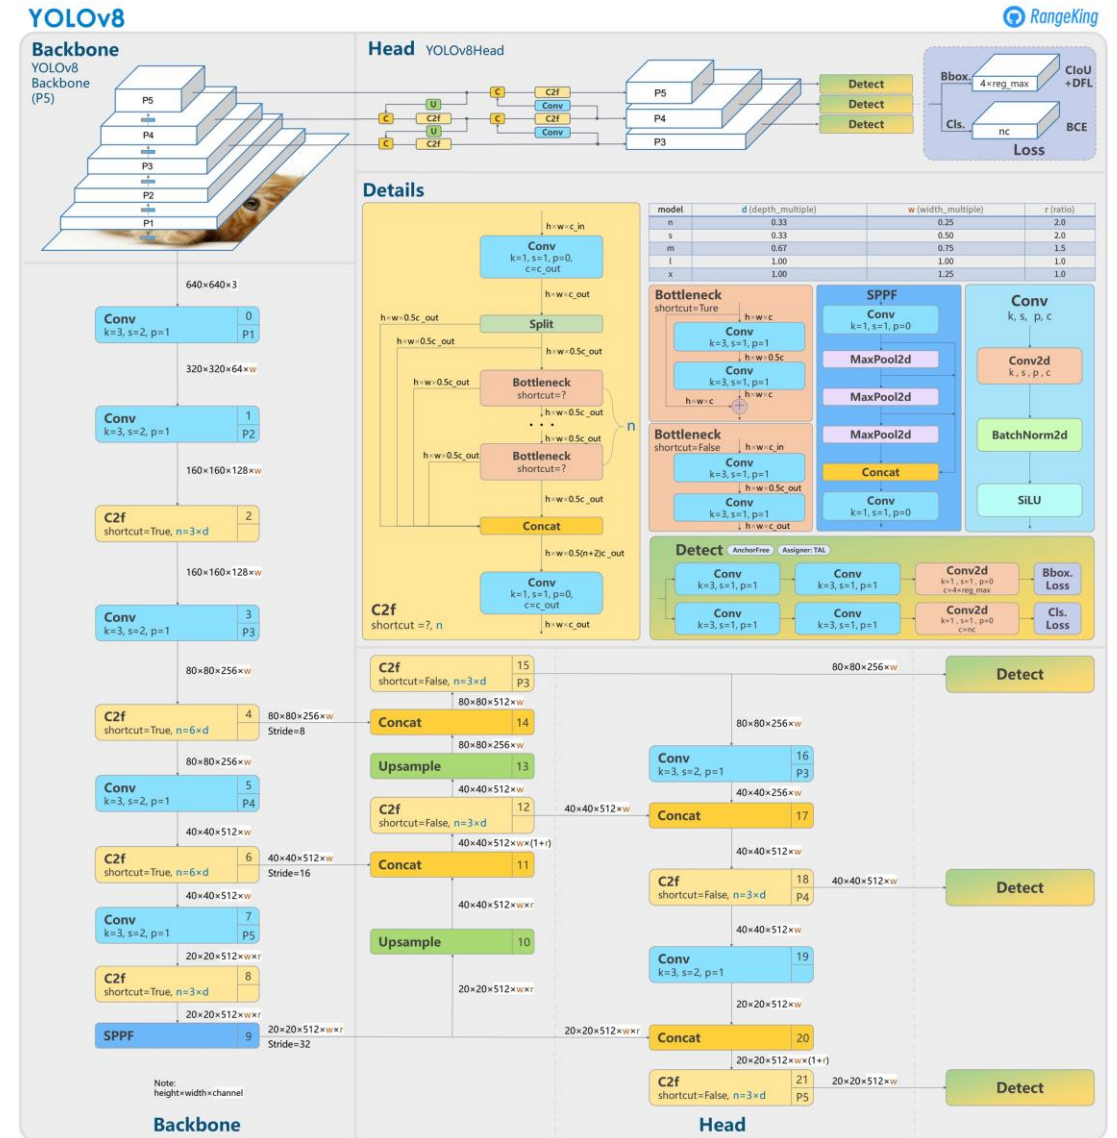 YOLOv8
RangeKing
Backbone
YOLOv8
Backbone
(P5)
P5
P4
P3
P2
P1
Head YOLOv8Head
U
C C2f
U
C C2f
C C2f
Conv
C C2f
Conv
P5
P4
P3
Detect
Detect
Detect
Bbox.
4×reg_max
CIoU
+DFL
Cls.
nc
BCE
Loss
640×640×3
Conv 0
k=3, s=2, p=1 P1
320×320×64×w
Conv 1
k=3, s=2, p=1 P2
160×160×128×w
C2f 2
shortcut=True, n=3×d
160×160×128×w
Conv 3
k=3, s=2, p=1 P3
80×80×256×w
C2f 4
shortcut=True, n=6×d
80×80×256×w
Stride=8
80×80×256×w
Conv 5
k=3, s=2, p=1 P4
40×40×512×w
C2f 6
shortcut=True, n=6×d
40×40×512×w
Stride=16
40×40×512×w
Conv 7
k=3, s=2, p=1 P5
20×20×512×w×r
C2f 8
shortcut=True, n=3×d
20×20×512×w×r
SPPF 9
20×20×512×w×r
Stride=32
Note:
height×width×channel
Backbone
Details
h×w×c_in
Conv
k=1, s=1, p=0,
c=c_out
h×w×c_out
Split
h×w×0.5c_out
h×w×0.5c_out
h×w×0.5c_out
h×w×0.5c_out
Bottleneck
shortcut=?
h×w×0.5c_out
. . .
n
h×w×0.5c_out
h×w×0.5c_out
Bottleneck
shortcut=?
h×w×0.5c_out
Concat
h×w×0.5(n+2)c_out
Conv
k=1, s=1, p=0,
c=c_out
h×w×c_out
C2f
shortcut =?, n
model d (depth_multiple) w (width_multiple) r (ratio)
n 0.33 0.25 2.0
s 0.33 0.50 2.0
m 0.67 0.75 1.5
l 1.00 1.00 1.0
x 1.00 1.25 1.0
Bottleneck
shortcut=Ture
h×w×c
Conv
k=3, s=1, p=1
h×w×0.5c
Conv
k=3, s=1, p=1
h×w×c
h×w×c
+
Bottleneck
shortcut=False
h×w×c_in
Conv
k=3, s=1, p=1
h×w×0.5c_out
Conv
k=3, s=1, p=1
h×w×c_out
SPPF
Conv
k=1, s=1, p=0
MaxPool2d
MaxPool2d
MaxPool2d
Concat
Conv
k=1, s=1, p=0
Conv
k, s, p, c
Conv2d
k, s, p, c
BatchNorm2d
SiLU
Detect AnchorFree Assigner: TAL
Conv
k=3, s=1, p=1
Conv
k=3, s=1, p=1
Conv2d
k=1, s=1, p=0
c=4×reg_max
Bbox.
Loss
Conv
k=3, s=1, p=1
Conv
k=3, s=1, p=1
Conv2d
k=1, s=1, p=0
c=nc
Cls.
Loss
C2f 15
shortcut=False, n=3×d P3
80×80×256×w
Detect
80×80×512×w
Concat 14
80×80×256×w
Upsample 13
40×40×512×w
C2f 12
shortcut=False, n=3×d
40×40×512×w
40×40×512×w×(1+r)
Concat 11
40×40×512×w×r
Upsample 10
20×20×512×w×r
80×80×256×w
Conv 16
k=3, s=2, p=1 P3
40×40×256×w
Concat 17
40×40×512×w
C2f 18
shortcut=False, n=3×d P4
40×40×512×w
Detect
40×40×512×w
Conv 19
k=3, s=2, p=1
20×20×512×w
20×20×512×w×r
Concat 20
20×20×512×w×(1+r)
C2f 21
shortcut=False, n=3×d P5
20×20×512×w
Detect
Head